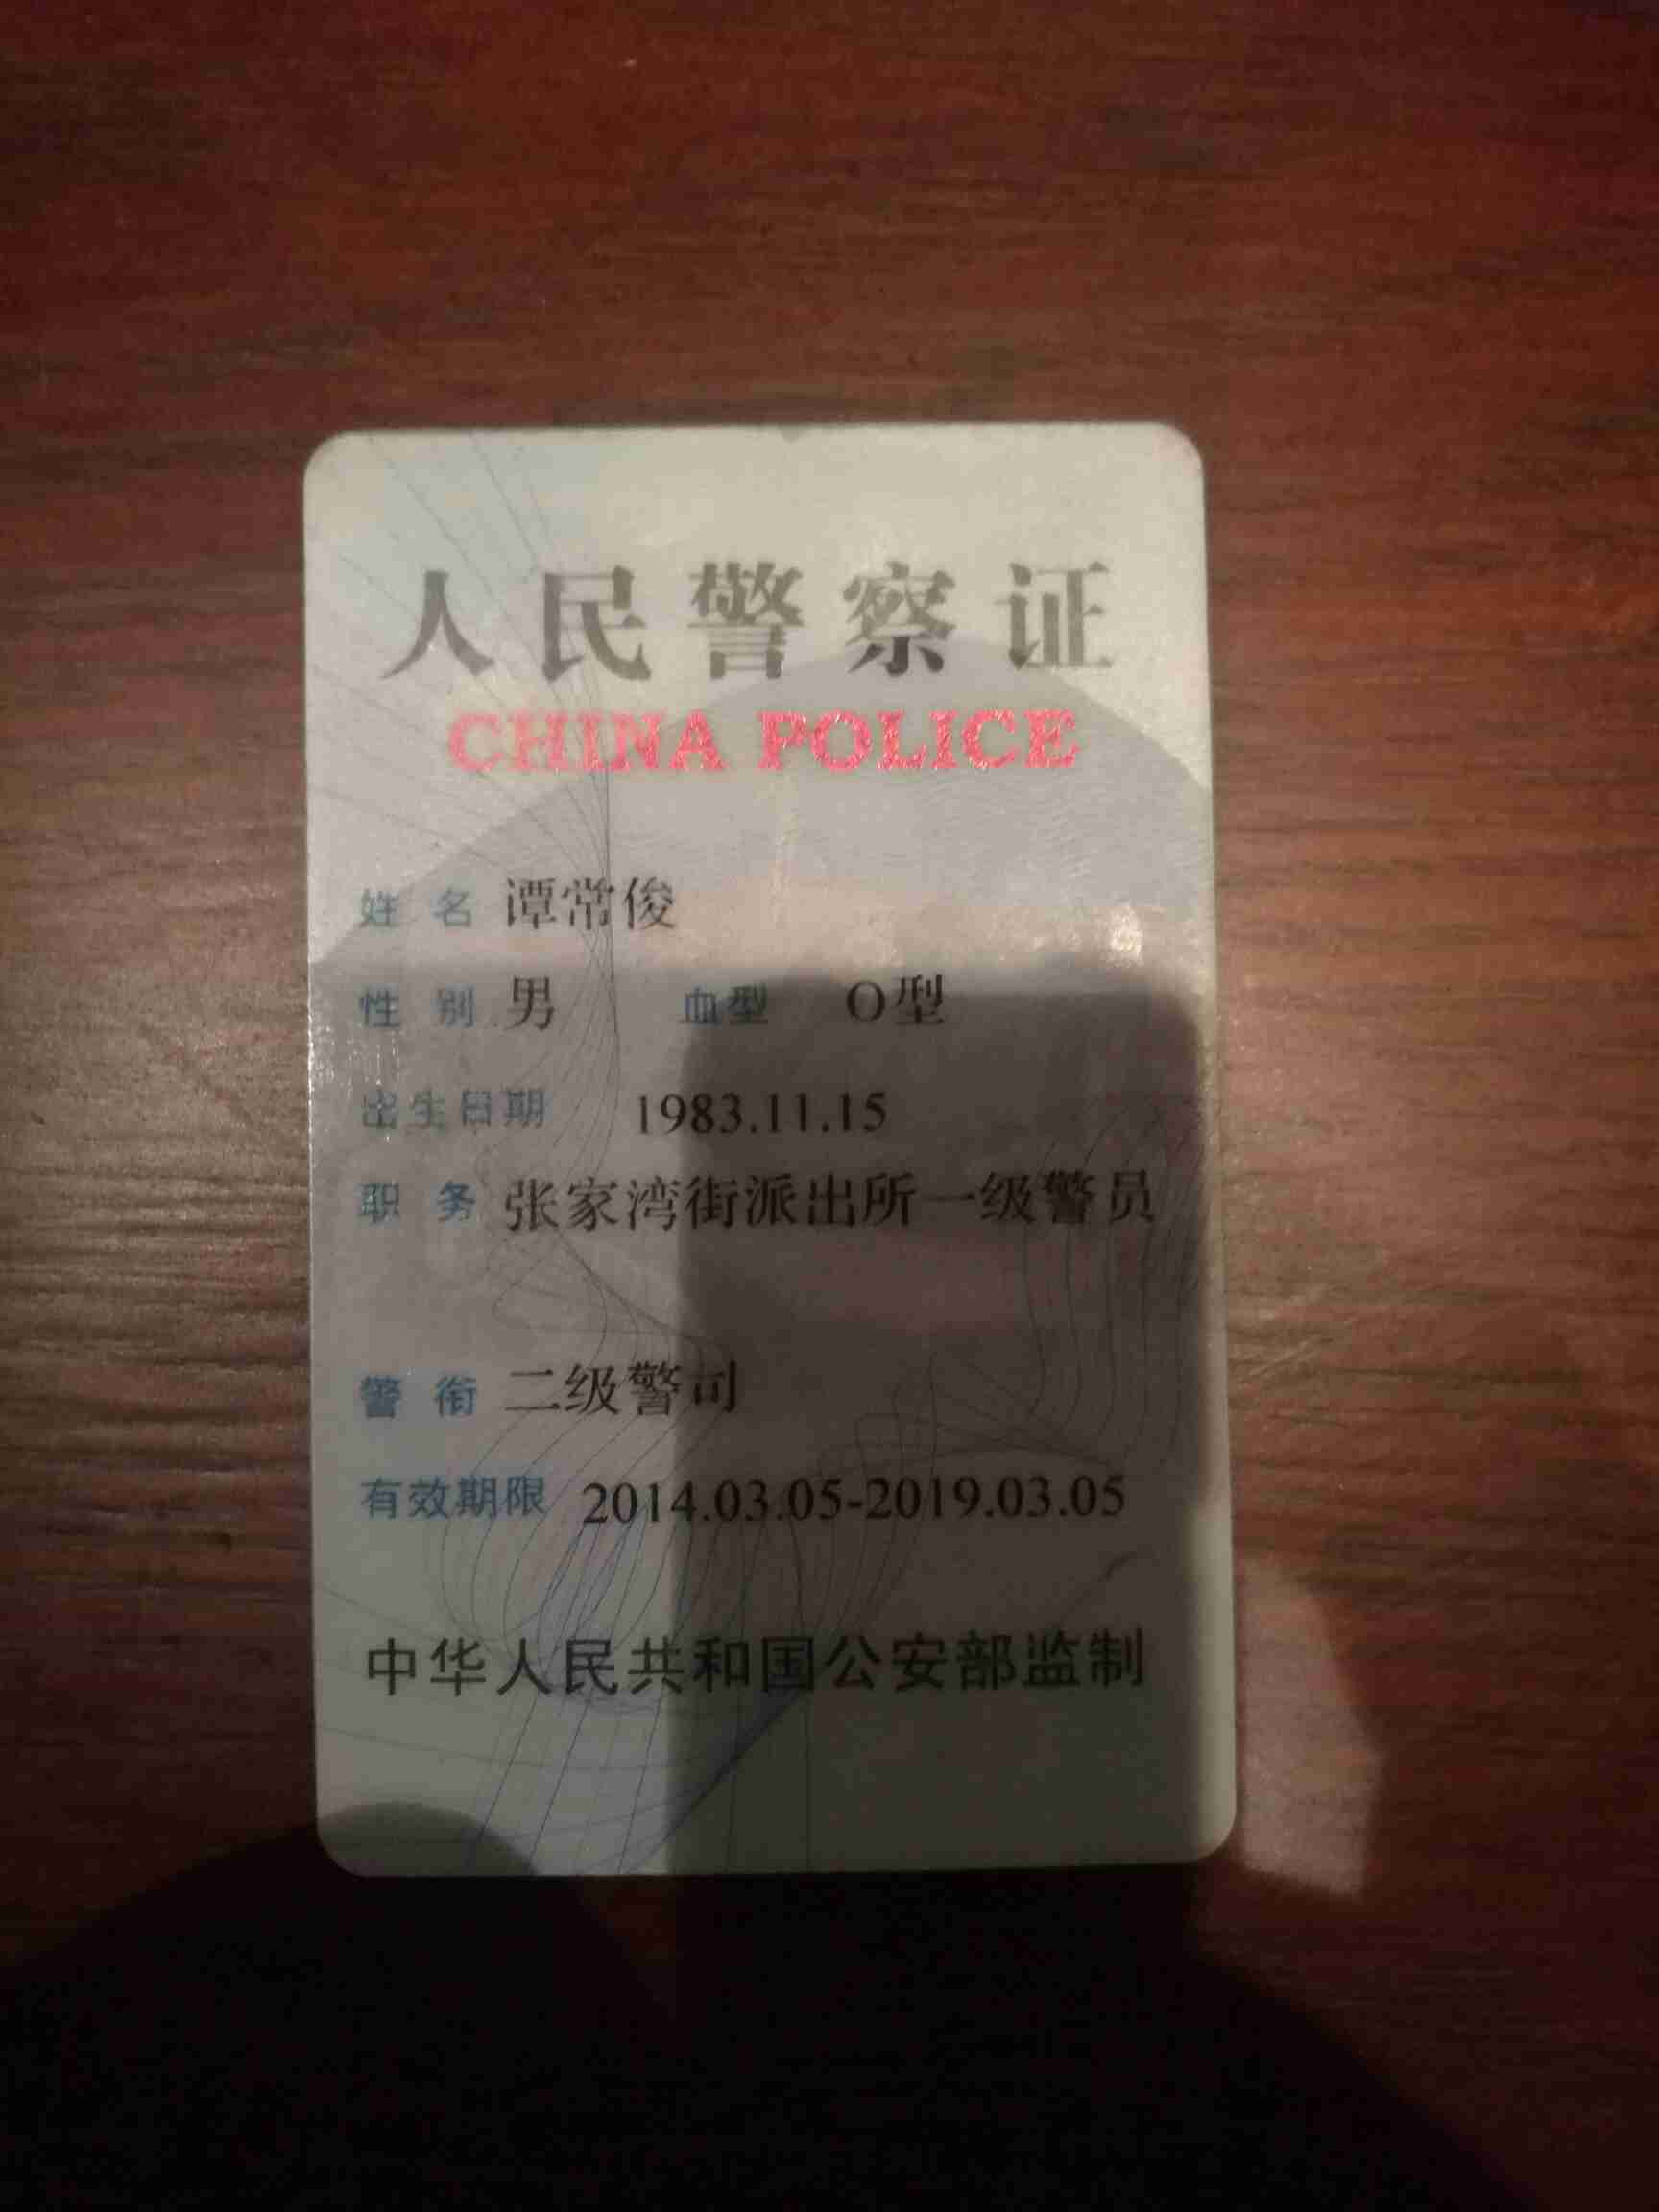 人民警察证
CHINA POLICE
姓名 谭常俊
性别 男 血型 O型
出生日期 1983.11.15
职务 张家湾街派出所一级警员
警衔 二级警司
有效期限 2014.03.05-2019.03.05
中华人民共和国公安部监制